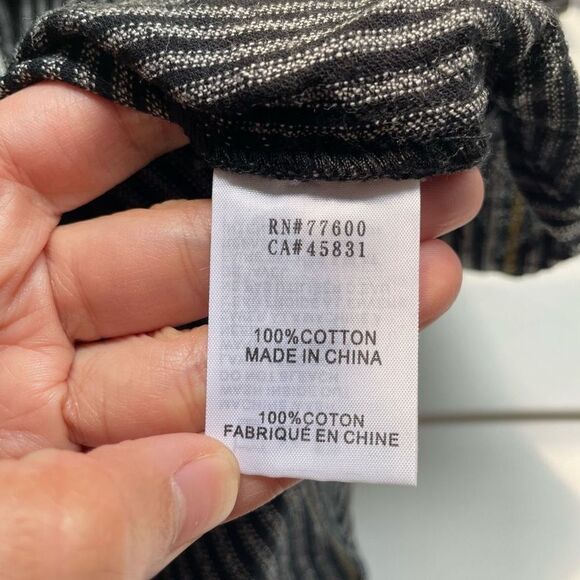 RN#77600
CA#45831
100%COTTON
MADE IN CHINA
100%COTON
FABRIQUÉ EN CHINE